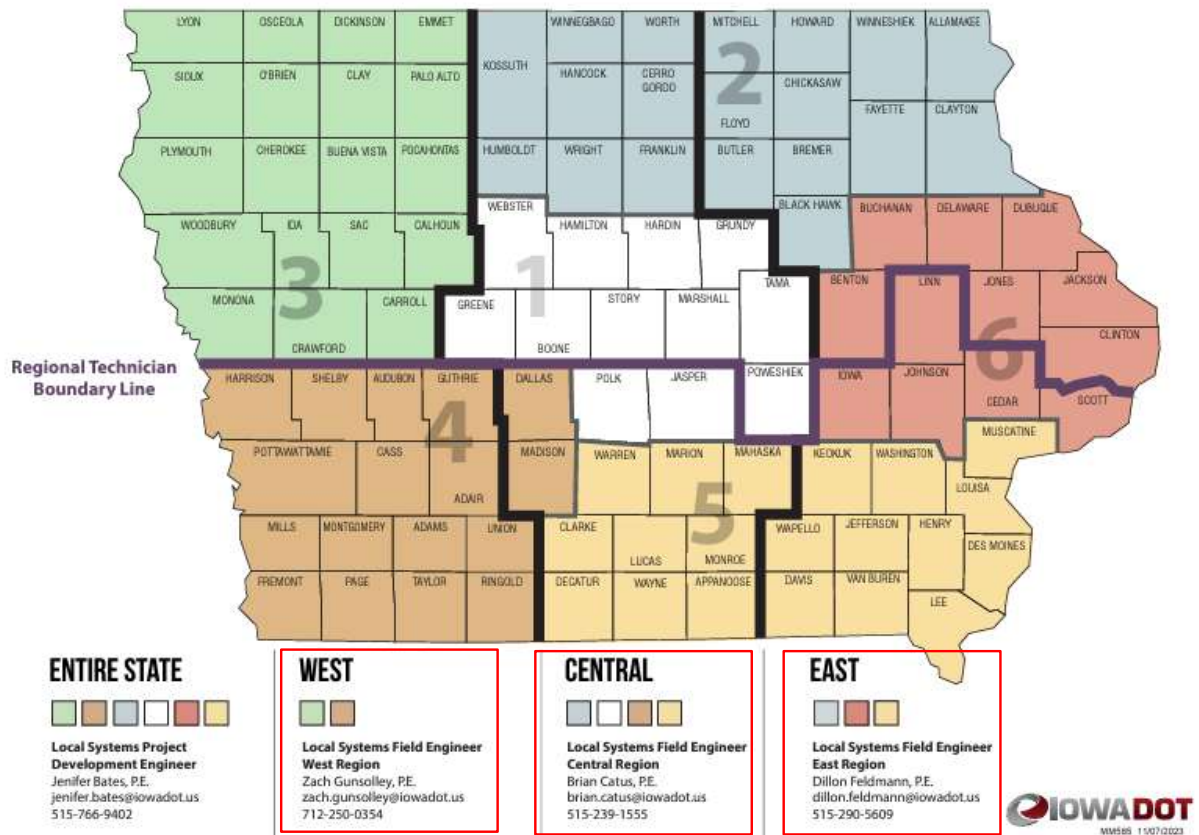 LYON OSCEOLA DICKINSON EMMET WINNEGBAGO WORTH MITCHELL HOWARD WINNESHIEK ALLAMAKEE
KOSSUTH
SIOUX O'BRIEN CLAY PALO ALTO HANCOCK CERRO GORDO 2 CHICKASAW
FLOYD FAYETTE CLAYTON
PLYMOUTH CHEROKEE BUENA VISTA POCAHONTAS HUMBOLDT WRIGHT FRANKLIN BUTLER BREMER
WEBSTER BLACK HAWK BUCHANAN DELAWARE DUBUQUE
WOODBURY IDA SAC CALHOUN HAMILTON HARDIN GRUNDY
3 1 TAMA BENTON LINN JONES JACKSON
MONONA CARROLL GREENE STORY MARSHALL
CRAWFORD BOONE CLINTON
6
Regional Technician
Boundary Line
HARRISON SHELBY AUDUBON GUTHRIE DALLAS POLK JASPER POWESHIEK IOWA JOHNSON
CEDAR SCOTT
4 MUSCATINE
POTTAWATTAMIE CASS MADISON WARREN MARION MAHASKA KEOKUK WASHINGTON
ADAIR 5 LOUISA
MILLS MONTGOMERY ADAMS UNION CLARKE WAPELLO JEFFERSON HENRY
LUCAS MONROE DES MOINES
FREMONT PAGE TAYLOR RINGOLD DECATUR WAYNE APPANOOSE DAVIS VAN BUREN
LEE
ENTIRE STATE
Local Systems Project
Development Engineer
Jenifer Bates, P.E.
jenifer.bates@iowadot.us
515-766-9402
WEST
Local Systems Field Engineer
West Region
Zach Gunsolley, P.E.
zach.gunsolley@iowadot.us
712-250-0354
CENTRAL
Local Systems Field Engineer
Central Region
Brian Catus, P.E.
brian.catus@iowadot.us
515-239-1555
EAST
Local Systems Field Engineer
East Region
Dillon Feldmann, P.E.
dillon.feldmann@iowadot.us
515-290-5609
IOWADOT
MM585 11/07/2023